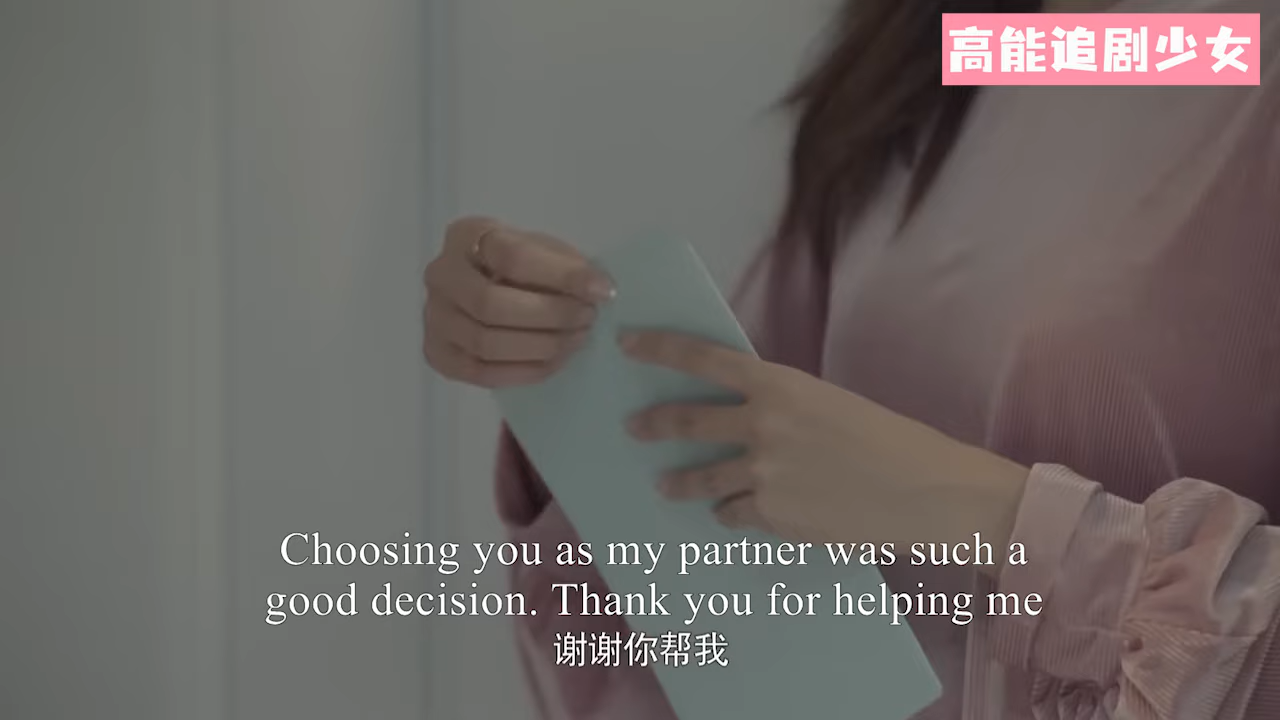 高能追剧少女
Choosing you as my partner was such a
good decision. Thank you for helping me
谢谢你帮我